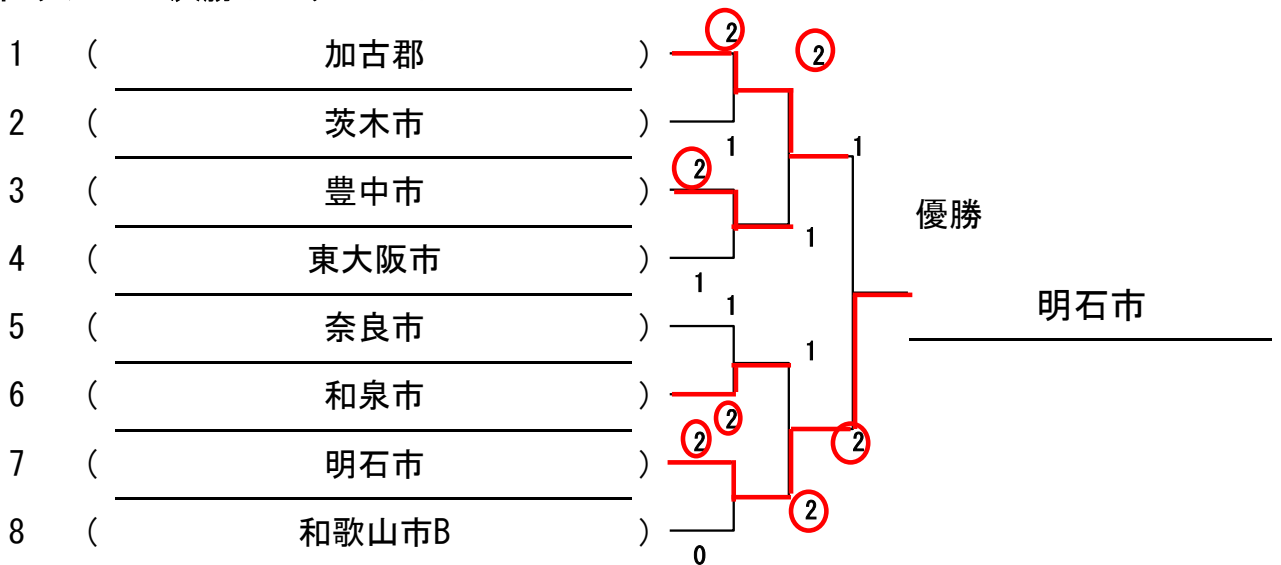 2
2
1 ( 加古郡 )
2 ( 茨木市 )
1 1
2
3 ( 豊中市 )
優勝
1
4 ( 東大阪市 )
1
1 明石市
5 ( 奈良市 )
1
6 ( 和泉市 )
2
2 2
7 ( 明石市 )
2
8 ( 和歌山市B )
0